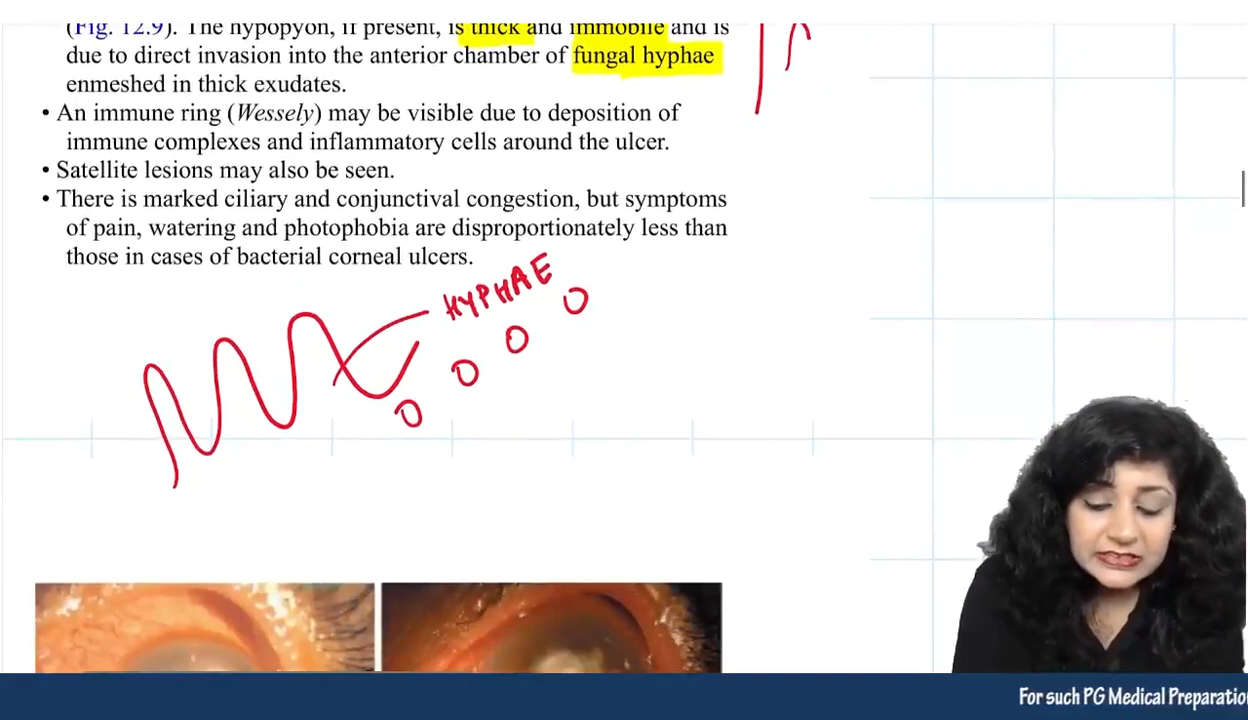 (Fig. 12.9). The hypopyon, if present, is thick and immobile and is
due to direct invasion into the anterior chamber of fungal hyphae
enmeshed in thick exudates.
• An immune ring (Wessely) may be visible due to deposition of
immune complexes and inflammatory cells around the ulcer.
• Satellite lesions may also be seen.
• There is marked ciliary and conjunctival congestion, but symptoms
of pain, watering and photophobia are disproportionately less than
those in cases of bacterial corneal ulcers.
HYPHAE
For such PG Medical Preparation